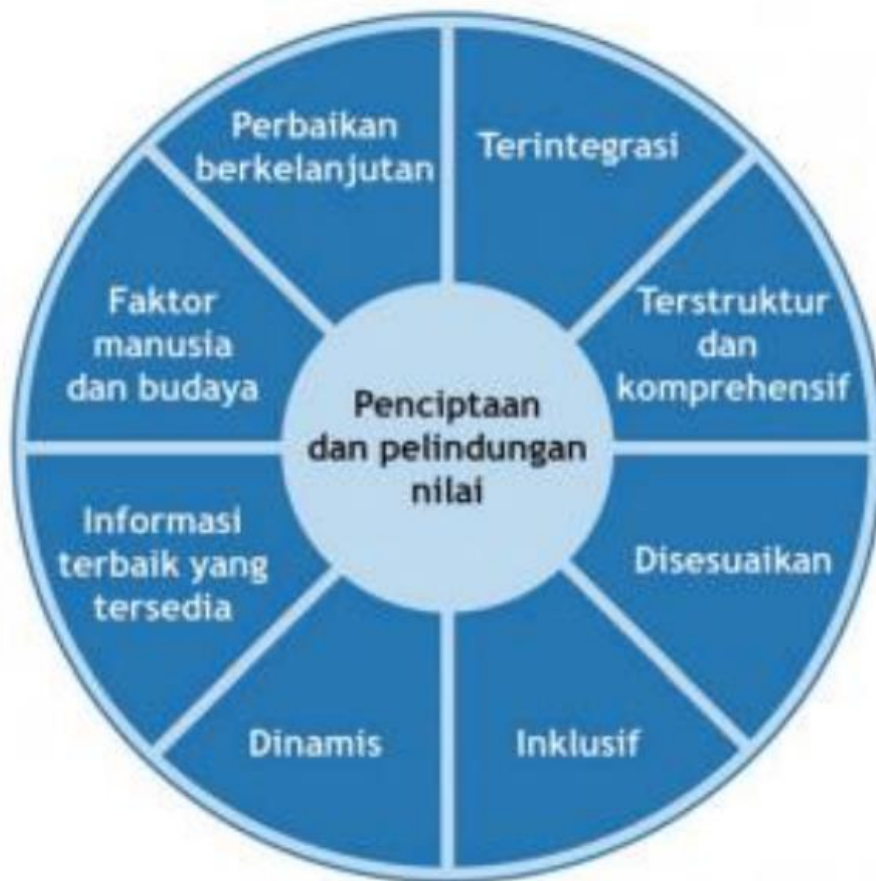 Perbaikan
berkelanjutan
Terintegrasi
Terstruktur
dan
komprehensif
Disesuaikan
Inklusif
Dinamis
Informasi
terbaik yang
tersedia
Faktor
manusia
dan budaya
Penciptaan
dan pelindungan
nilai